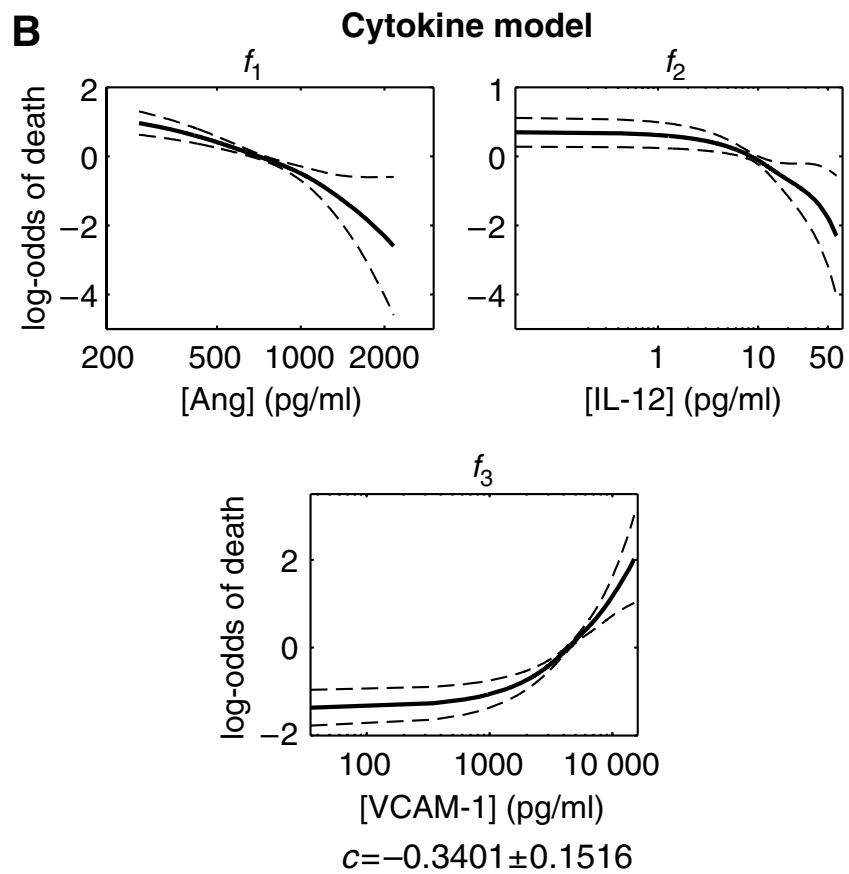 B
Cytokine model
f1
f2
log-odds of death
2
0
−2
−4
200 500 1000 2000
[Ang] (pg/ml)
1
0
−2
−4
1 10 50
[IL-12] (pg/ml)
f3
log-odds of death
2
0
−2
100 1000 10 000
[VCAM-1] (pg/ml)
c=−0.3401±0.1516